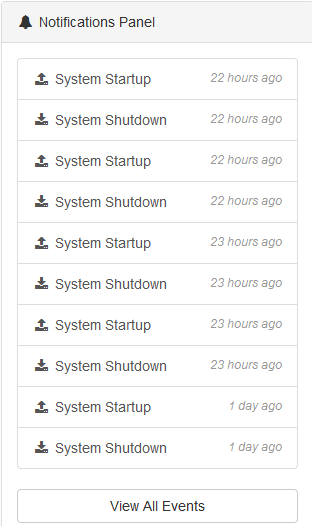 Notifications Panel
System Startup 22 hours ago
System Shutdown 22 hours ago
System Startup 22 hours ago
System Shutdown 22 hours ago
System Startup 23 hours ago
System Shutdown 23 hours ago
System Startup 23 hours ago
System Shutdown 23 hours ago
System Startup 1 day ago
System Shutdown 1 day ago
View All Events